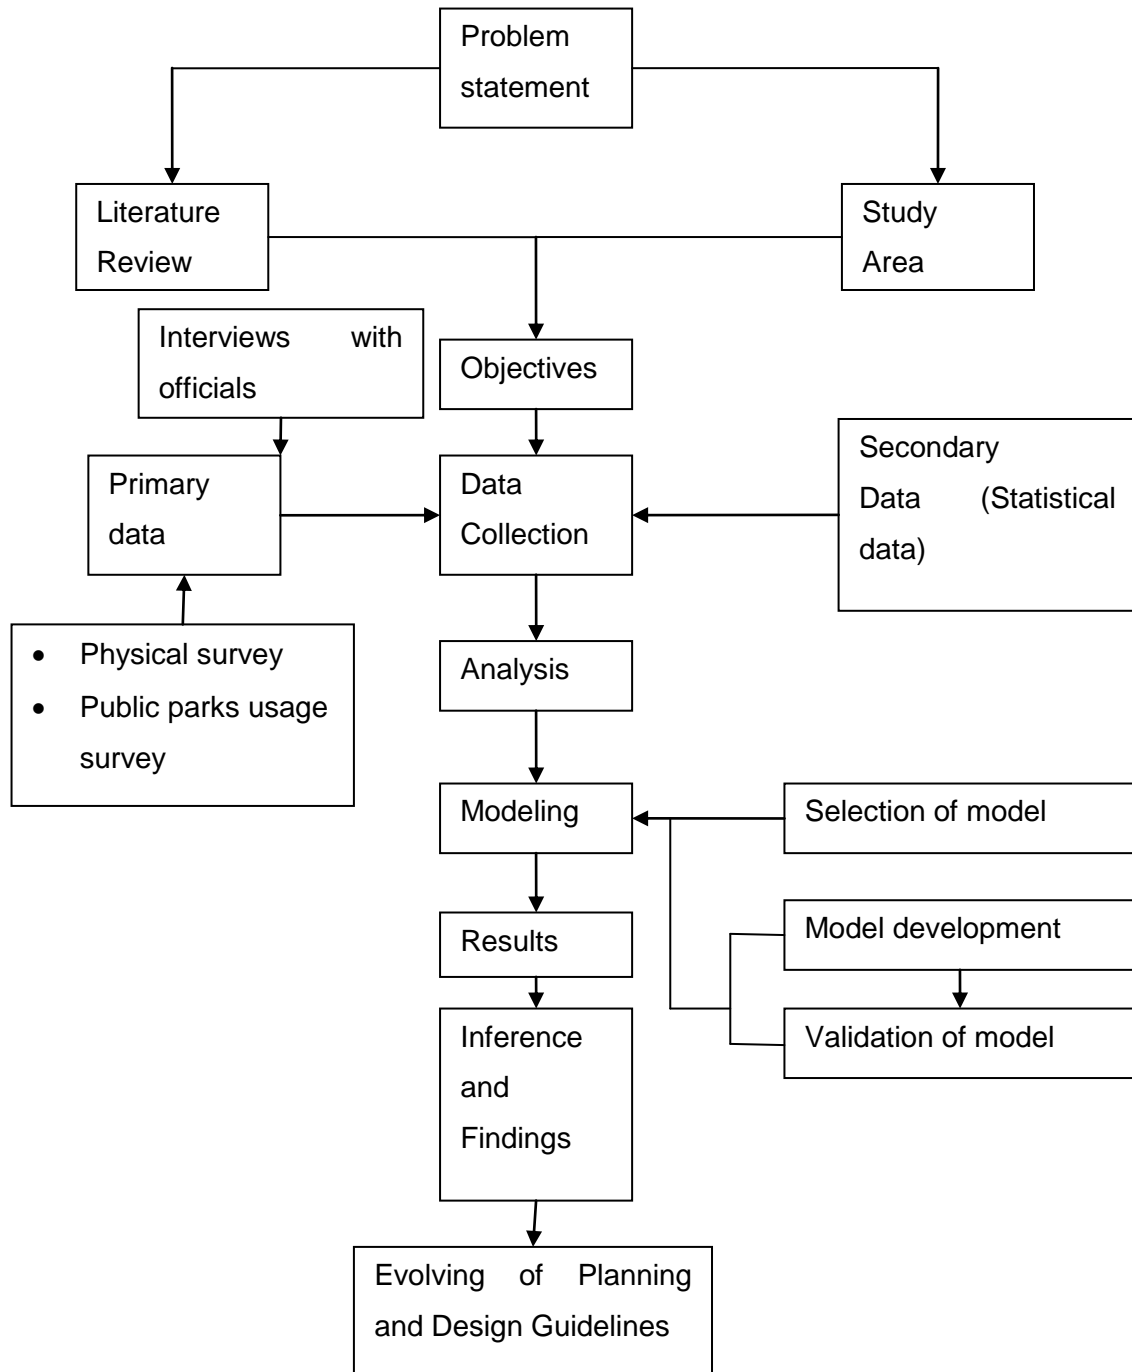 Problem
statement
Literature
Review
Study
Area
Interviews with
officials
Objectives
Primary
data
Data
Collection
Secondary
Data (Statistical
data)
• Physical survey
• Public parks usage
survey
Analysis
Modeling
Selection of model
Results
Model development
Inference
and
Findings
Validation of model
Evolving of Planning
and Design Guidelines